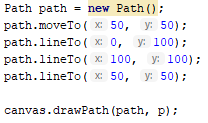 Path path = new Path();
path.moveTo( x: 50, y: 50);
path.lineTo( x: 0, y: 100);
path.lineTo( x: 100, y: 100);
path.lineTo( x: 50, y: 50);
canvas.drawPath(path, p);